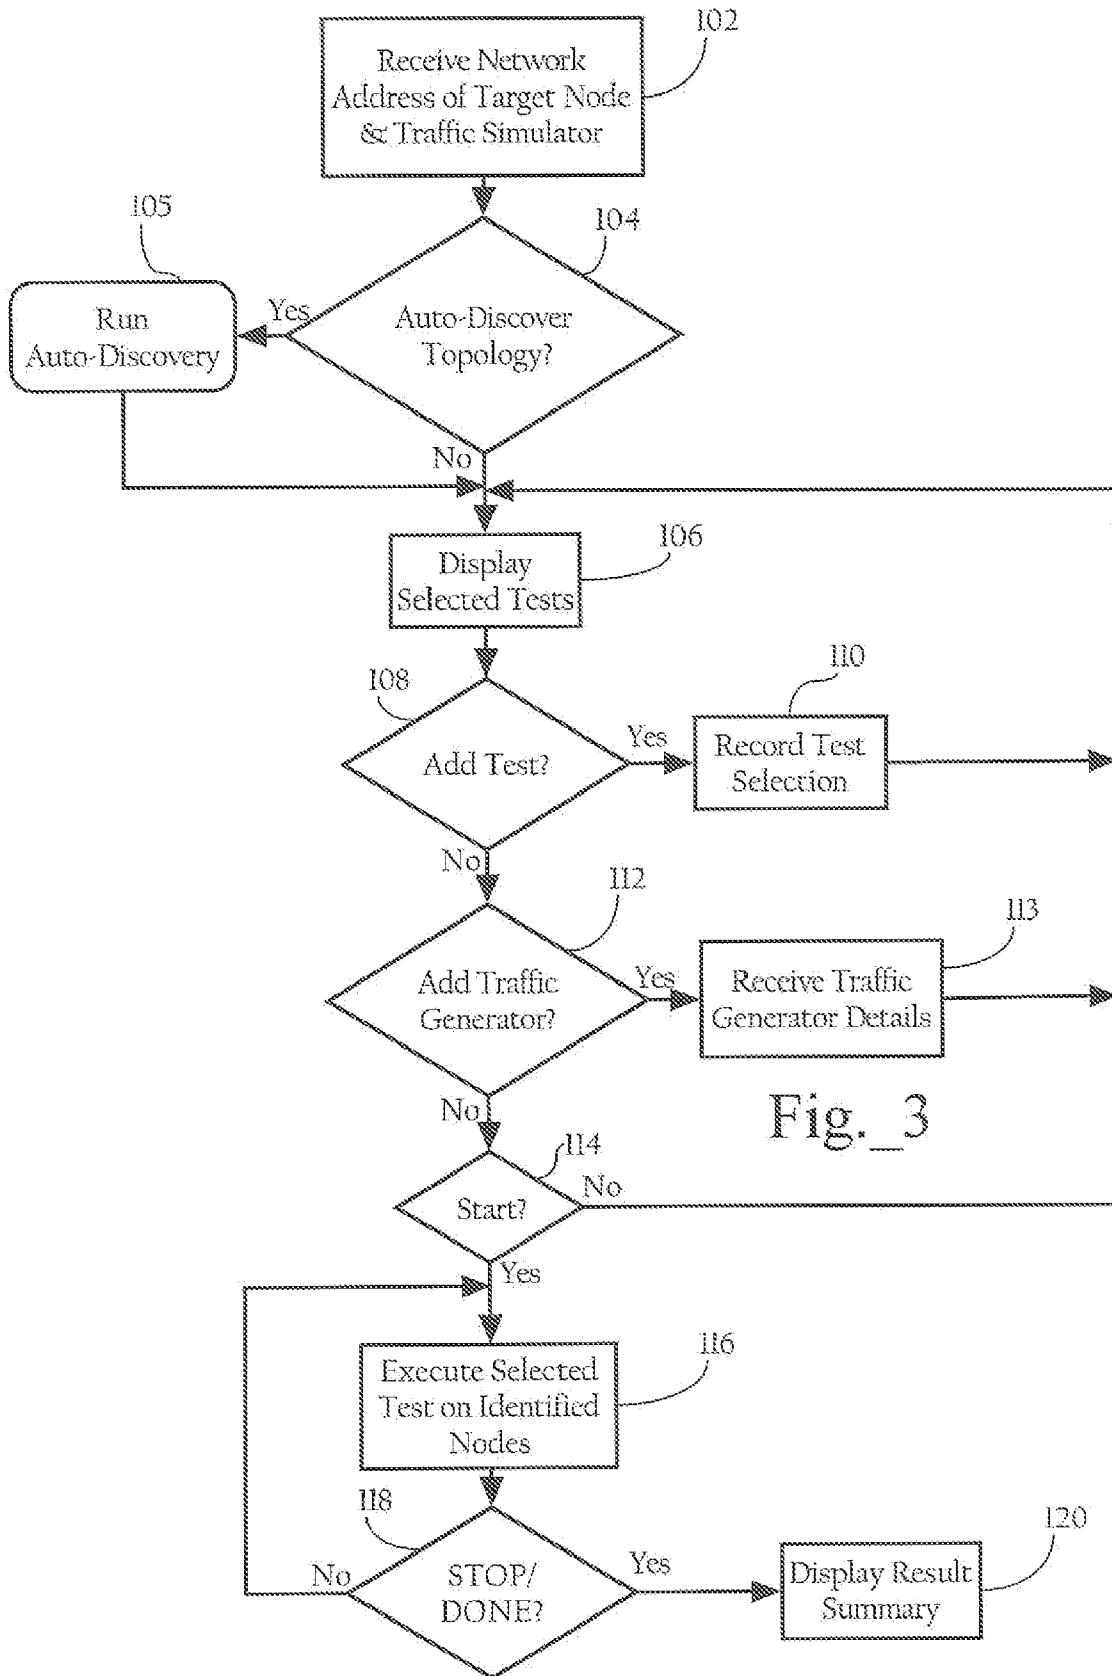 102
Receive Network
Address of Target Node
& Traffic Simulator
105
104
Yes
Run
Auto-Discovery
Auto-Discover
Topology?
No
106
Display
Selected Tests
108
110
Yes
Add Test?
Record Test
Selection
No
112
113
Yes
Add Traffic
Generator?
Receive Traffic
Generator Details
No
Fig._3
114
No
Start?
Yes
116
Execute Selected
Test on Identified
Nodes
118
120
No
Yes
STOP/
DONE?
Display Result
Summary